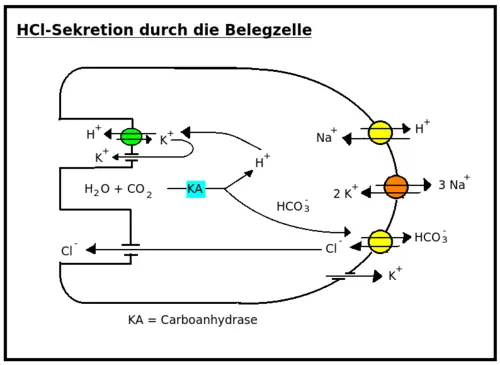 HCl-Sekretion durch die Belegzelle
H+
K+
K+
H+
H2O + CO2
KA
HCO3-
Cl-
Cl-
Na+
H+
2 K+
3 Na+
HCO3-
K+
KA = Carboanhydrase